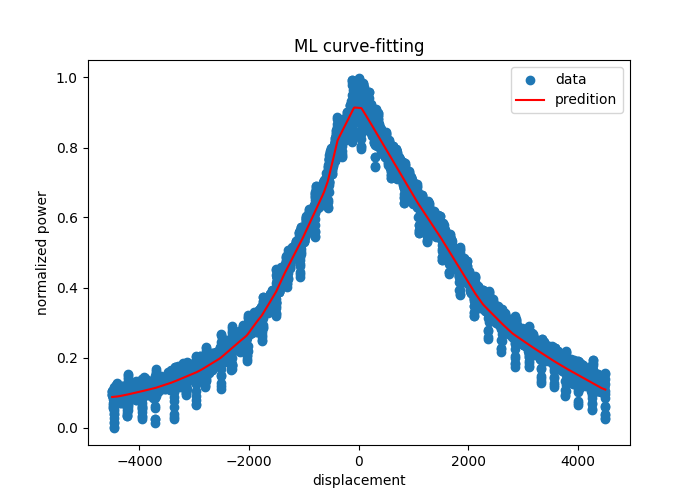 ML curve-fitting
data
predition
1.0
0.8
0.6
0.4
0.2
0.0
normalized power
−4000 −2000 0 2000 4000
displacement